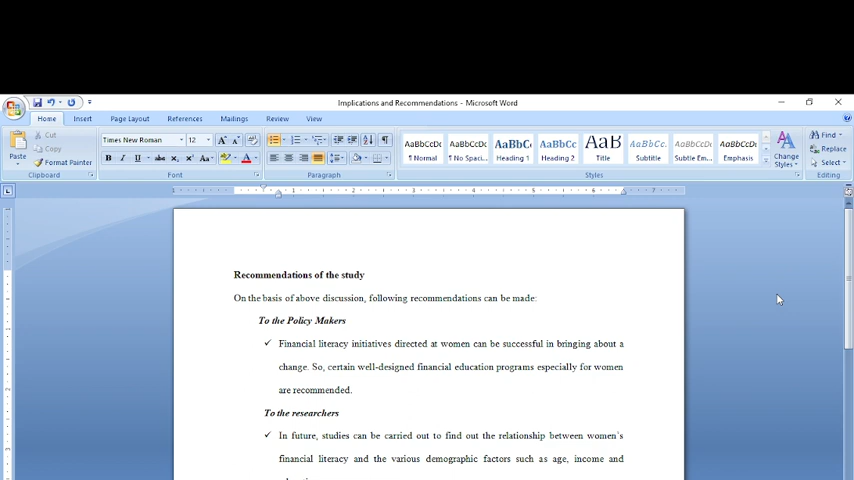 Implications and Recommendations - Microsoft Word
Home Insert Page Layout References Mailings Review View
Cut
Copy
Format Painter
Paste
Clipboard
Times New Roman 12
Font
Paragraph
AaBbCcDc AaBbCcDc AaBbC AaBbCc AaB AaBbCc. AaBbCcDc AaBbCcDc
¶ Normal ¶ No Spaci... Heading 1 Heading 2 Title Subtitle Subtle Em... Emphasis
Change Styles
Styles
Find
Replace
Select
Editing
Recommendations of the study
On the basis of above discussion, following recommendations can be made:
To the Policy Makers
✓ Financial literacy initiatives directed at women can be successful in bringing about a
change. So, certain well-designed financial education programs especially for women
are recommended.
To the researchers
✓ In future, studies can be carried out to find out the relationship between women's
financial literacy and the various demographic factors such as age, income and